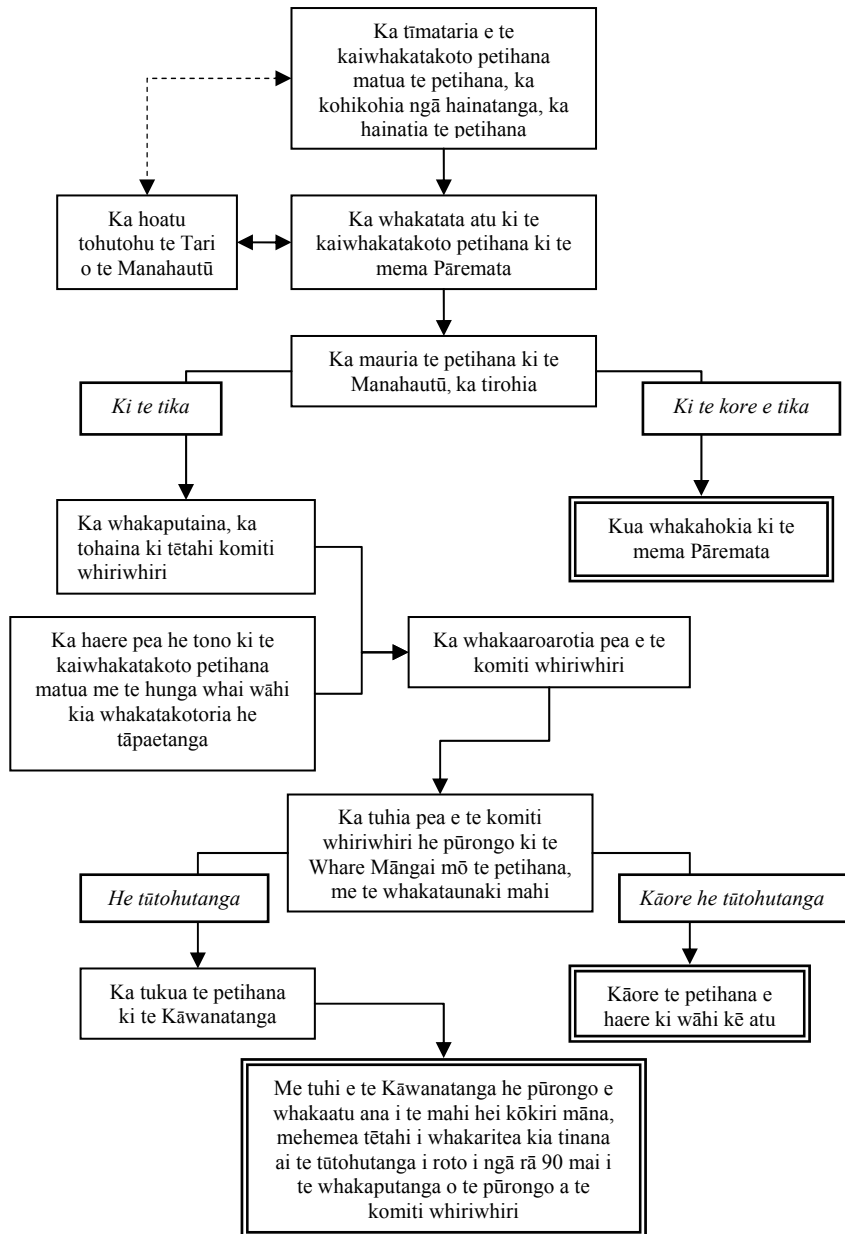 Ka tīmataria e te
kaiwhakatakoto petihana
matua te petihana, ka
kohikohia ngā hainatanga, ka
hainatia te petihana
Ka hoatu
tohutohu te Tari
o te Manahautū
Ka whakatata atu ki te
kaiwhakatakoto petihana ki te
mema Pāremata
Ka mauria te petihana ki te
Manahautū, ka tirohia
Ki te tika
Ki te kore e tika
Ka whakaputaina, ka
tohaina ki tētahi komiti
whiriwhiri
Kua whakahokia ki te
mema Pāremata
Ka haere pea he tono ki te
kaiwhakatakoto petihana
matua me te hunga whai wāhi
kia whakatakotoria he
tāpaetanga
Ka whakaaroarotia pea e te
komiti whiriwhiri
Ka tuhia pea e te komiti
whiriwhiri he pūrongo ki te
Whare Māngai mō te petihana,
me te whakataunaki mahi
He tūtohutanga
Kāore he tūtohutanga
Ka tukua te petihana
ki te Kāwanatanga
Kāore te petihana e
haere ki wāhi kē atu
Me tuhi e te Kāwanatanga he pūrongo e
whakaatu ana i te mahi hei kōkiri māna,
mehemea tētahi i whakaritea kia tinana
ai te tūtohutanga i roto i ngā rā 90 mai i
te whakaputanga o te pūrongo a te
komiti whiriwhiri